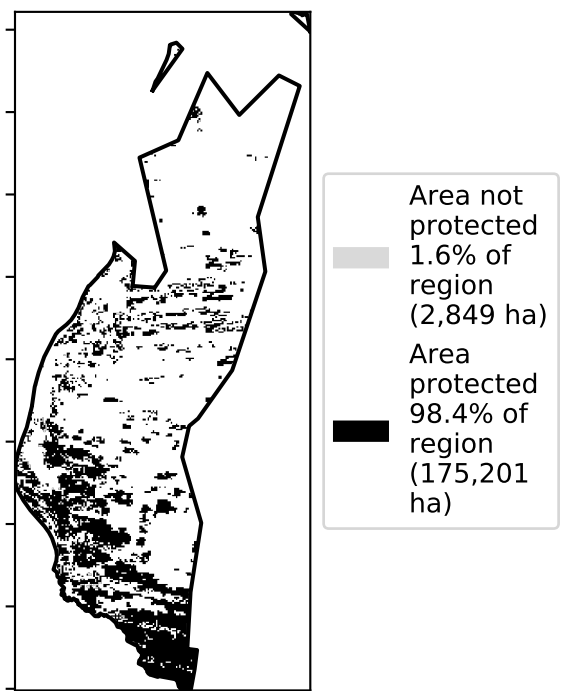 Area not
protected
1.6% of
region
(2,849 ha)
Area
protected
98.4% of
region
(175,201
ha)